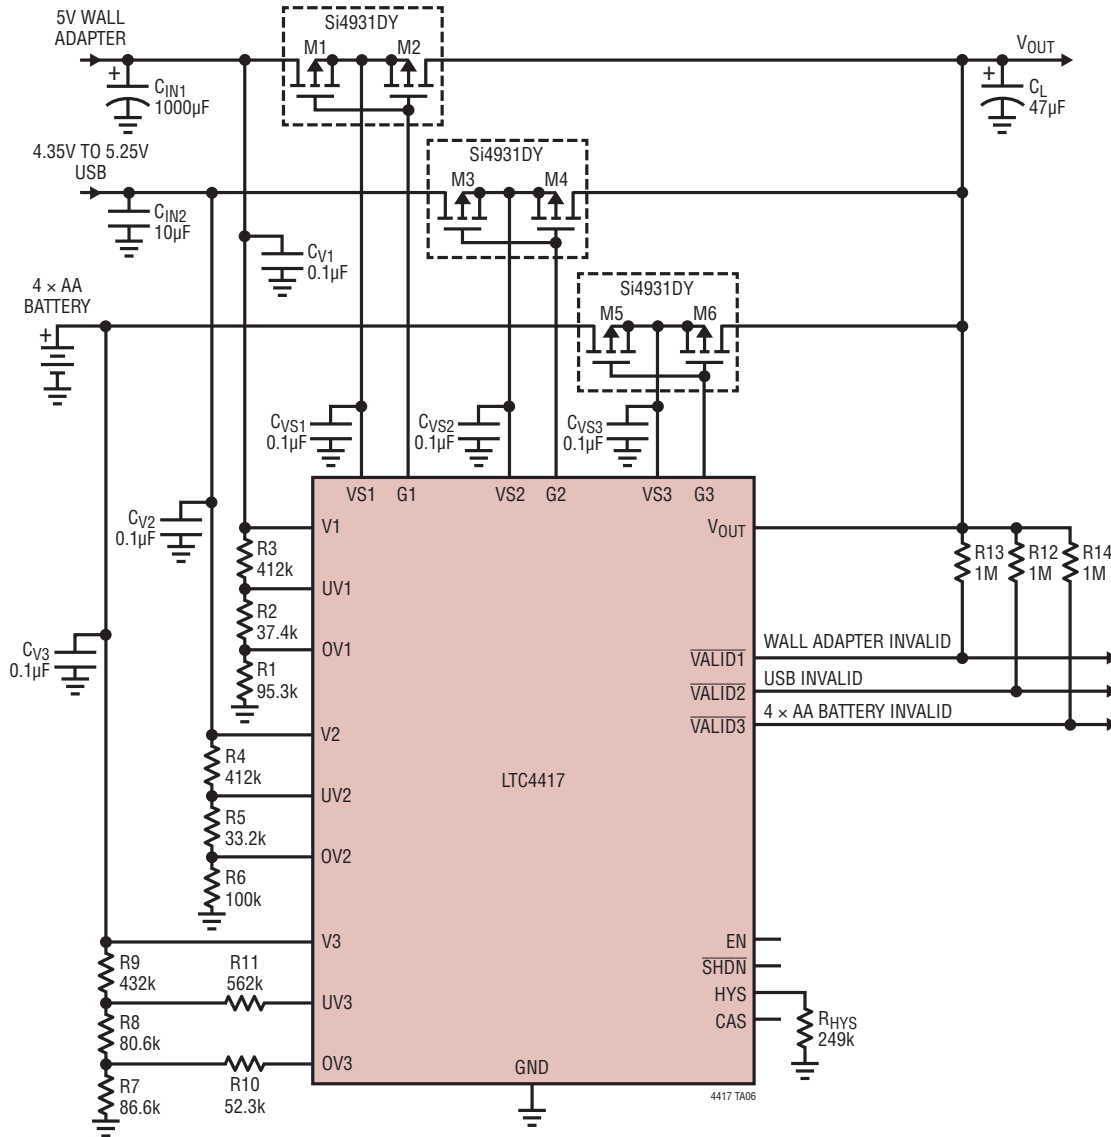 5V WALL
ADAPTER
Si4931DY
M1
M2
VOUT
+
CIN1
1000µF
+
CL
47µF
4.35V TO 5.25V
USB
Si4931DY
M3
M4
CIN2
10µF
CV1
0.1µF
4 × AA
BATTERY
+
Si4931DY
M5
M6
CVS1
0.1µF
CVS2
0.1µF
CVS3
0.1µF
VS1
G1
VS2
G2
VS3
G3
CV2
0.1µF
V1
VOUT
R3
412k
R13
1M
R12
1M
R14
1M
UV1
R2
37.4k
CV3
0.1µF
OV1
R1
95.3k
VALID1
WALL ADAPTER INVALID
VALID2
USB INVALID
VALID3
4 × AA BATTERY INVALID
V2
R4
412k
LTC4417
UV2
R5
33.2k
OV2
R6
100k
V3
EN
R9
432k
R11
562k
SHDN
UV3
HYS
R8
80.6k
CAS
RHYS
249k
OV3
R7
86.6k
R10
52.3k
GND
4417 TA06